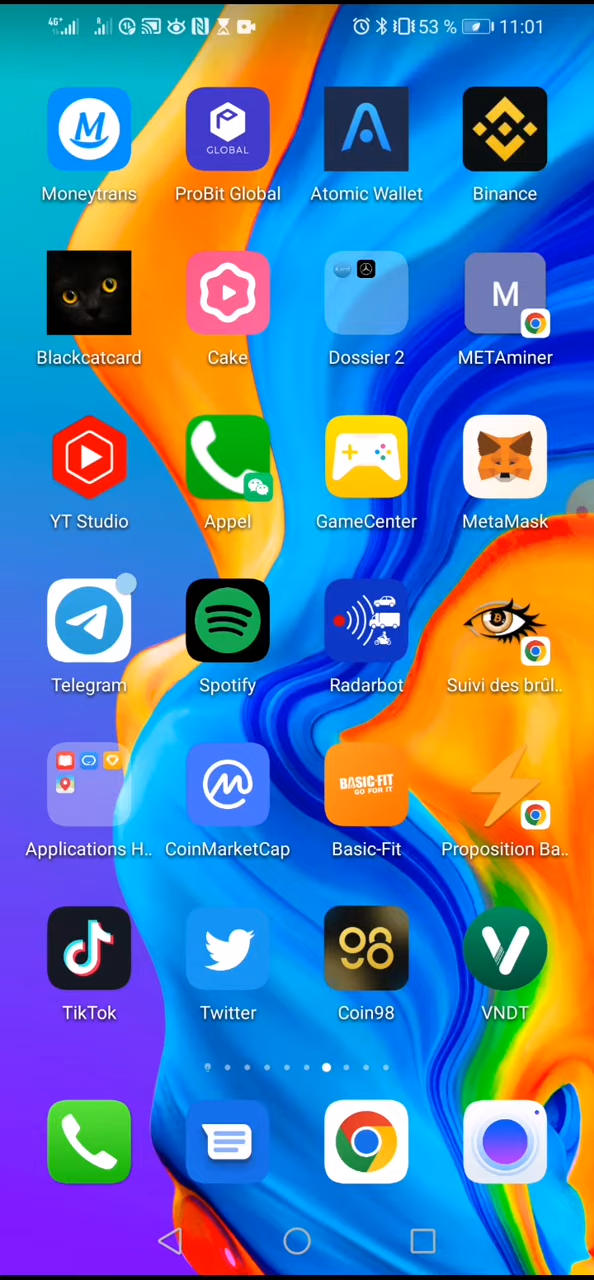 4G+ R 53 % 11:01
M GLOBAL
Moneytrans ProBit Global Atomic Wallet Binance
M
Blackcatcard Cake Dossier 2 METAminer
YT Studio Appel GameCenter MetaMask
Telegram Spotify Radarbot Suivi des brûl..
BASIC-FIT
GO FOR IT
Applications H.. CoinMarketCap Basic-Fit Proposition Ba..
98
TikTok Twitter Coin98 VNDT